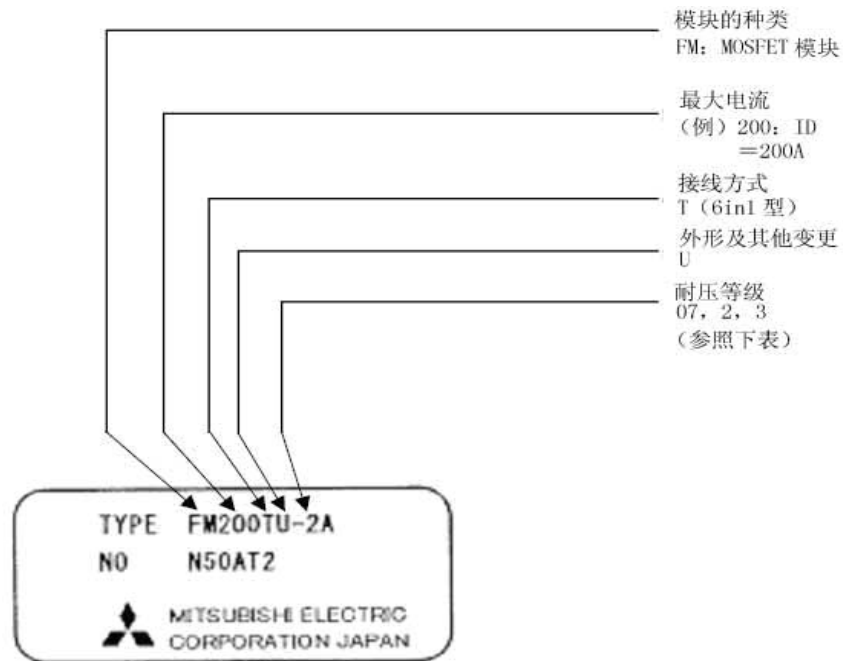 模块的种类
FM: MOSFET 模块
最大电流
（例）200: ID
=200A
接线方式
T（6in1 型）
外形及其他变更
U
耐压等级
07，2，3
（参照下表）
TYPE FM200TU-2A
NO N50AT2
MITSUBISHI ELECTRIC
CORPORATION JAPAN